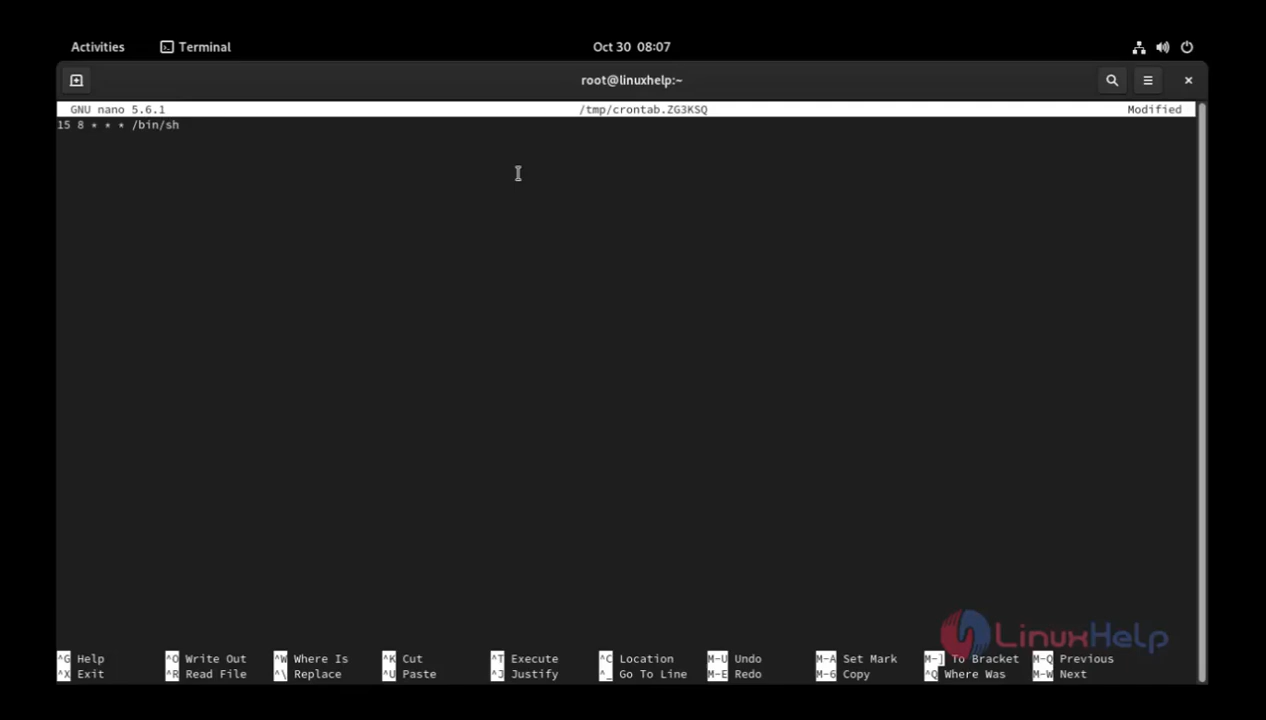 Activities Terminal Oct 30 08:07
root@linuxhelp:~
GNU nano 5.6.1 /tmp/crontab.ZG3KSQ Modified
15 8 * * * /bin/sh
LinuxHelp
^G Help ^O Write Out ^W Where Is ^K Cut ^T Execute ^C Location M-U Undo M-A Set Mark M-] To Bracket M-Q Previous
^X Exit ^R Read File ^\ Replace ^U Paste ^J Justify ^_ Go To Line M-E Redo M-6 Copy ^Q Where Was M-W Next